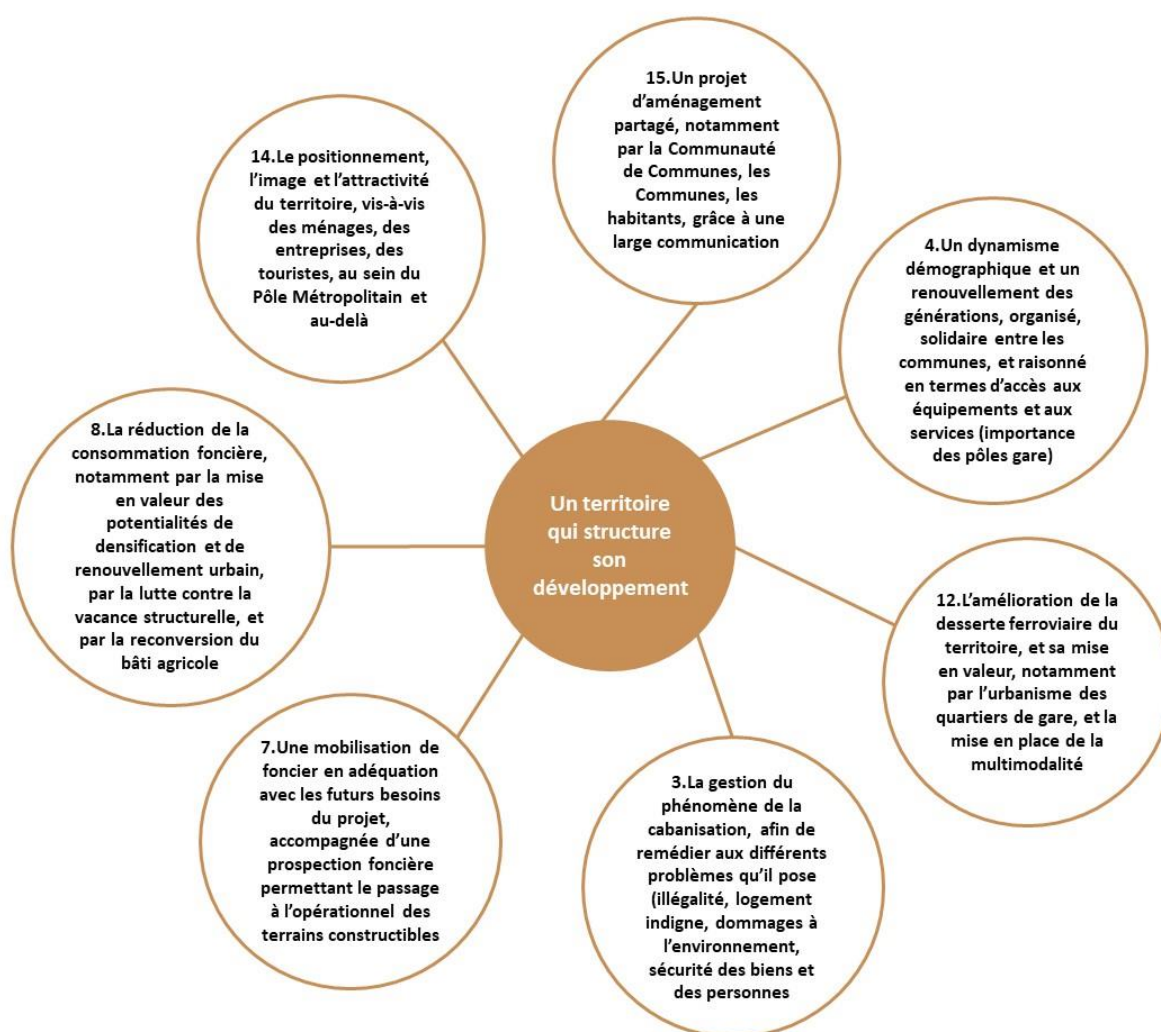 15.Un projet
d’aménagement
partagé, notamment
par la Communauté
de Communes, les
Communes, les
habitants, grâce à une
large communication
14.Le positionnement,
l’image et l’attractivité
du territoire, vis-à-vis
des ménages, des
entreprises, des
touristes, au sein du
Pôle Métropolitain et
au-delà
4.Un dynamisme
démographique et un
renouvellement des
générations, organisé,
solidaire entre les
communes, et raisonné
en termes d’accès aux
équipements et aux
services (importance
des pôles gare)
8.La réduction de la
consommation foncière,
notamment par la mise
en valeur des
potentialités de
densification et de
renouvellement urbain,
par la lutte contre la
vacance structurelle, et
par la reconversion du
bâti agricole
Un territoire
qui structure
son
développement
12.L’amélioration de la
desserte ferroviaire du
territoire, et sa mise
en valeur, notamment
par l’urbanisme des
quartiers de gare, et la
mise en place de la
multimodalité
7.Une mobilisation de
foncier en adéquation
avec les futurs besoins
du projet,
accompagnée d’une
prospection foncière
permettant le passage
à l’opérationnel des
terrains constructibles
3.La gestion du
phénomène de la
cabanisation, afin de
remédier aux différents
problèmes qu’il pose
(illégalité, logement
indigne, dommages à
l’environnement,
sécurité des biens et
des personnes